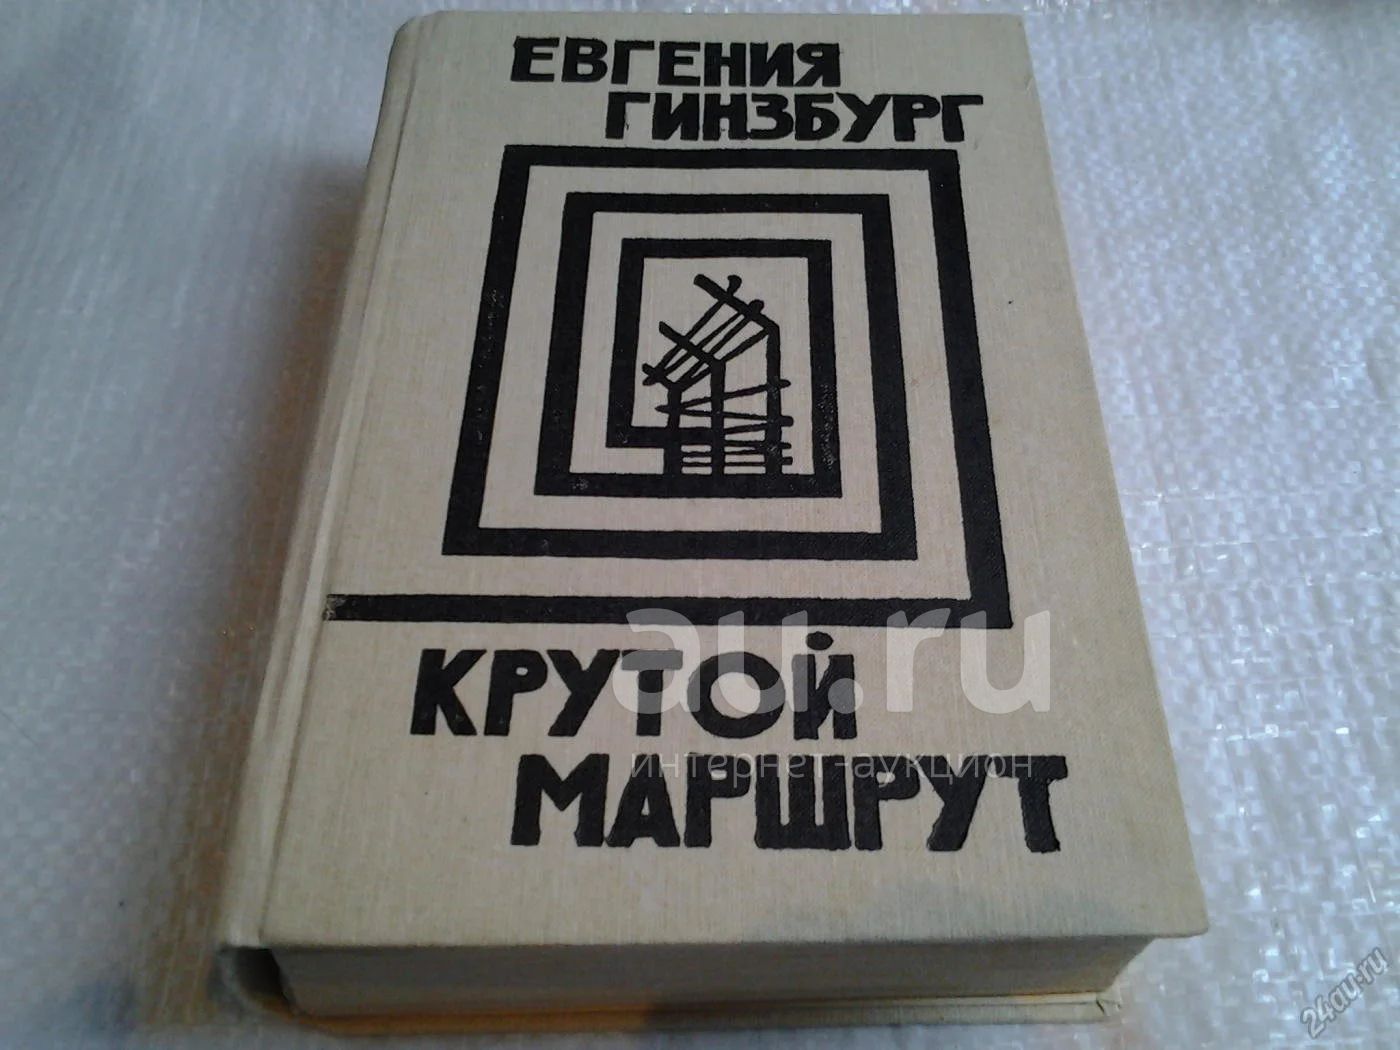 ЕВГЕНИЯ
ГИНЗБУРГ
КРУТОЙ
МАРШРУТ
au.ru
интернет-аукцион
24au.ru